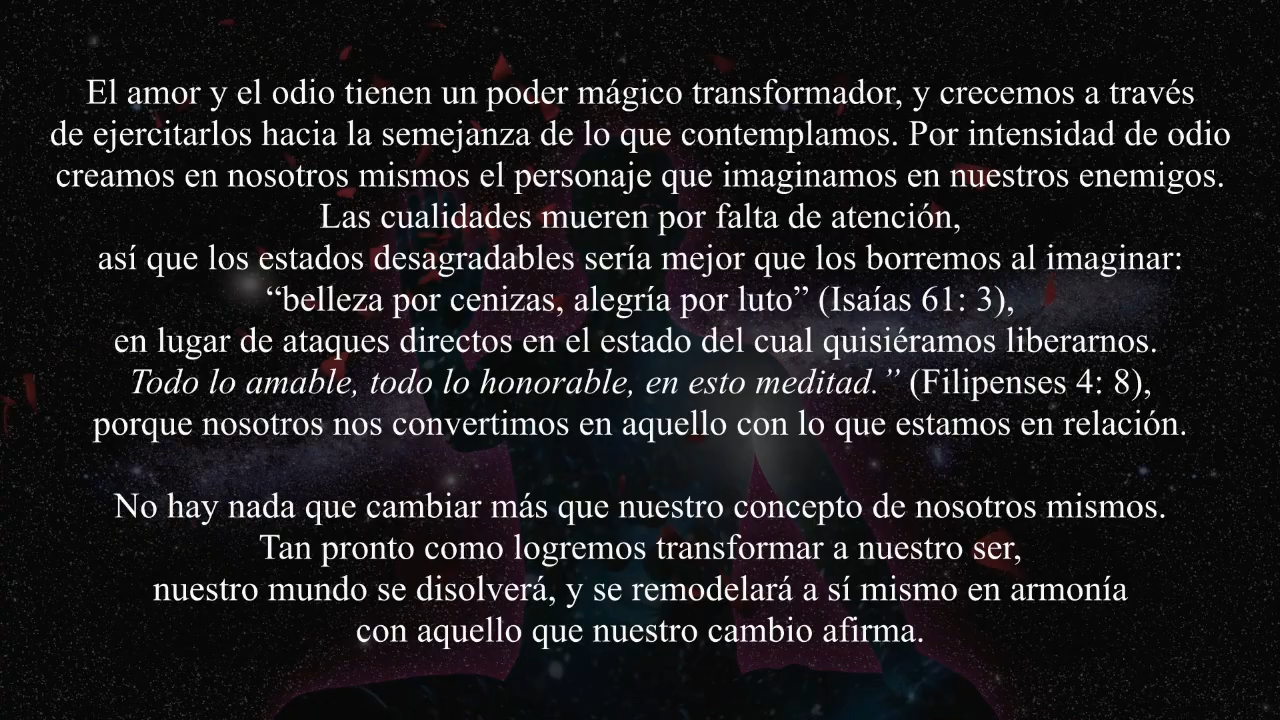 El amor y el odio tienen un poder mágico transformador, y crecemos a través
de ejercitarlos hacia la semejanza de lo que contemplamos. Por intensidad de odio
creamos en nosotros mismos el personaje que imaginamos en nuestros enemigos.
Las cualidades mueren por falta de atención,
así que los estados desagradables sería mejor que los borremos al imaginar:
“belleza por cenizas, alegría por luto” (Isaías 61: 3),
en lugar de ataques directos en el estado del cual quisiéramos liberarnos.
Todo lo amable, todo lo honorable, en esto meditad.” (Filipenses 4: 8),
porque nosotros nos convertimos en aquello con lo que estamos en relación.
No hay nada que cambiar más que nuestro concepto de nosotros mismos.
Tan pronto como logremos transformar a nuestro ser,
nuestro mundo se disolverá, y se remodelará a sí mismo en armonía
con aquello que nuestro cambio afirma.